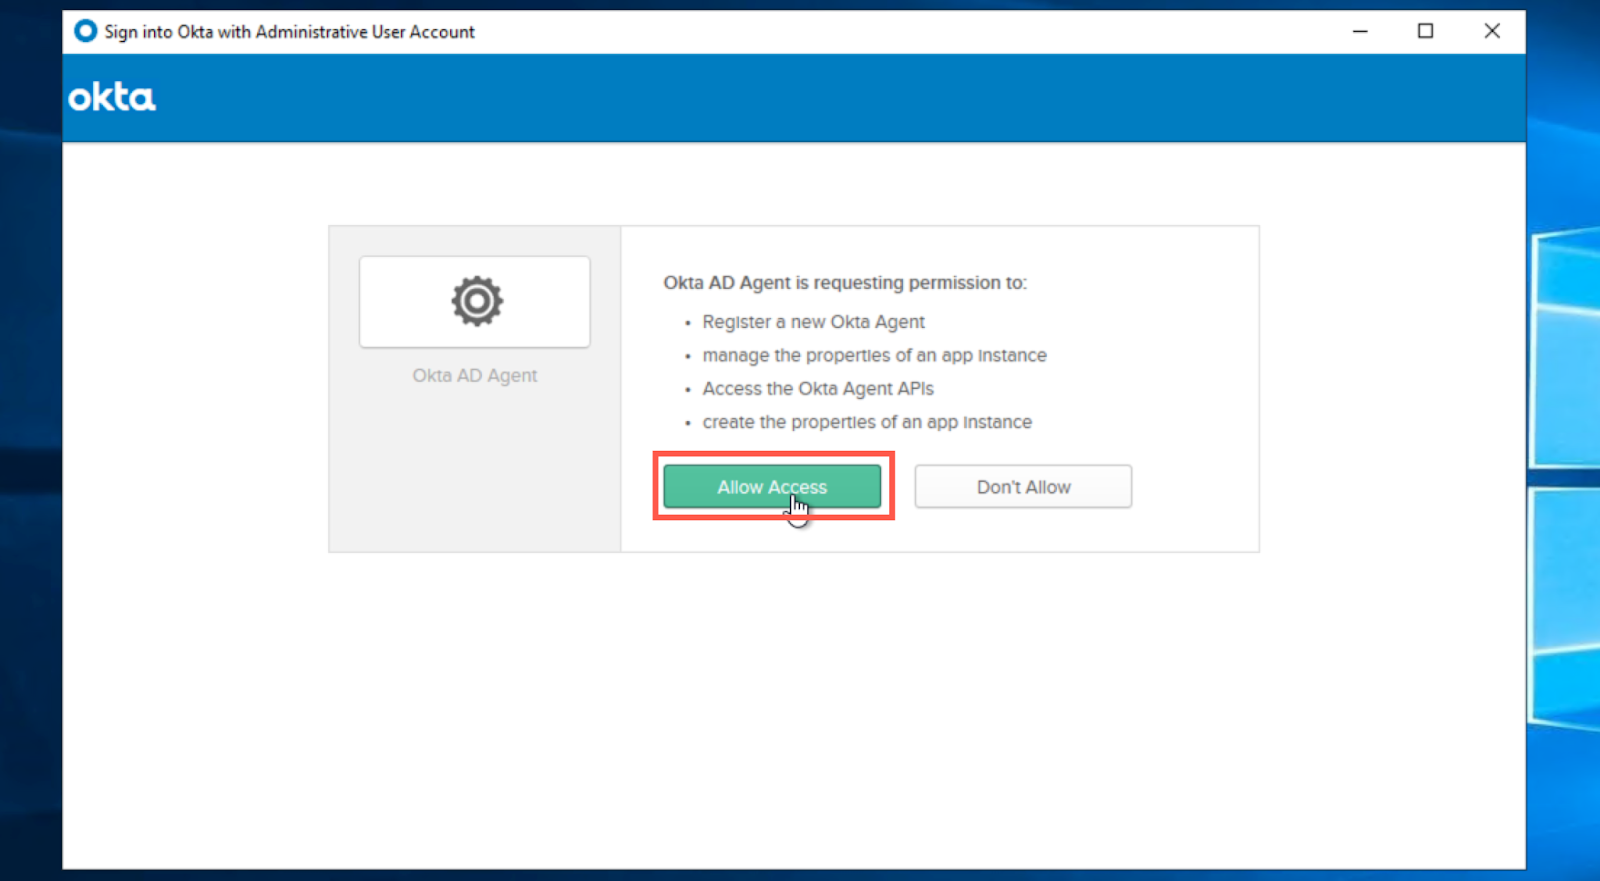 Sign into Okta with Administrative User Account
okta
Okta AD Agent is requesting permission to:
• Register a new Okta Agent
• manage the properties of an app instance
• Access the Okta Agent APIs
• create the properties of an app instance
Okta AD Agent
Allow Access
Don't Allow